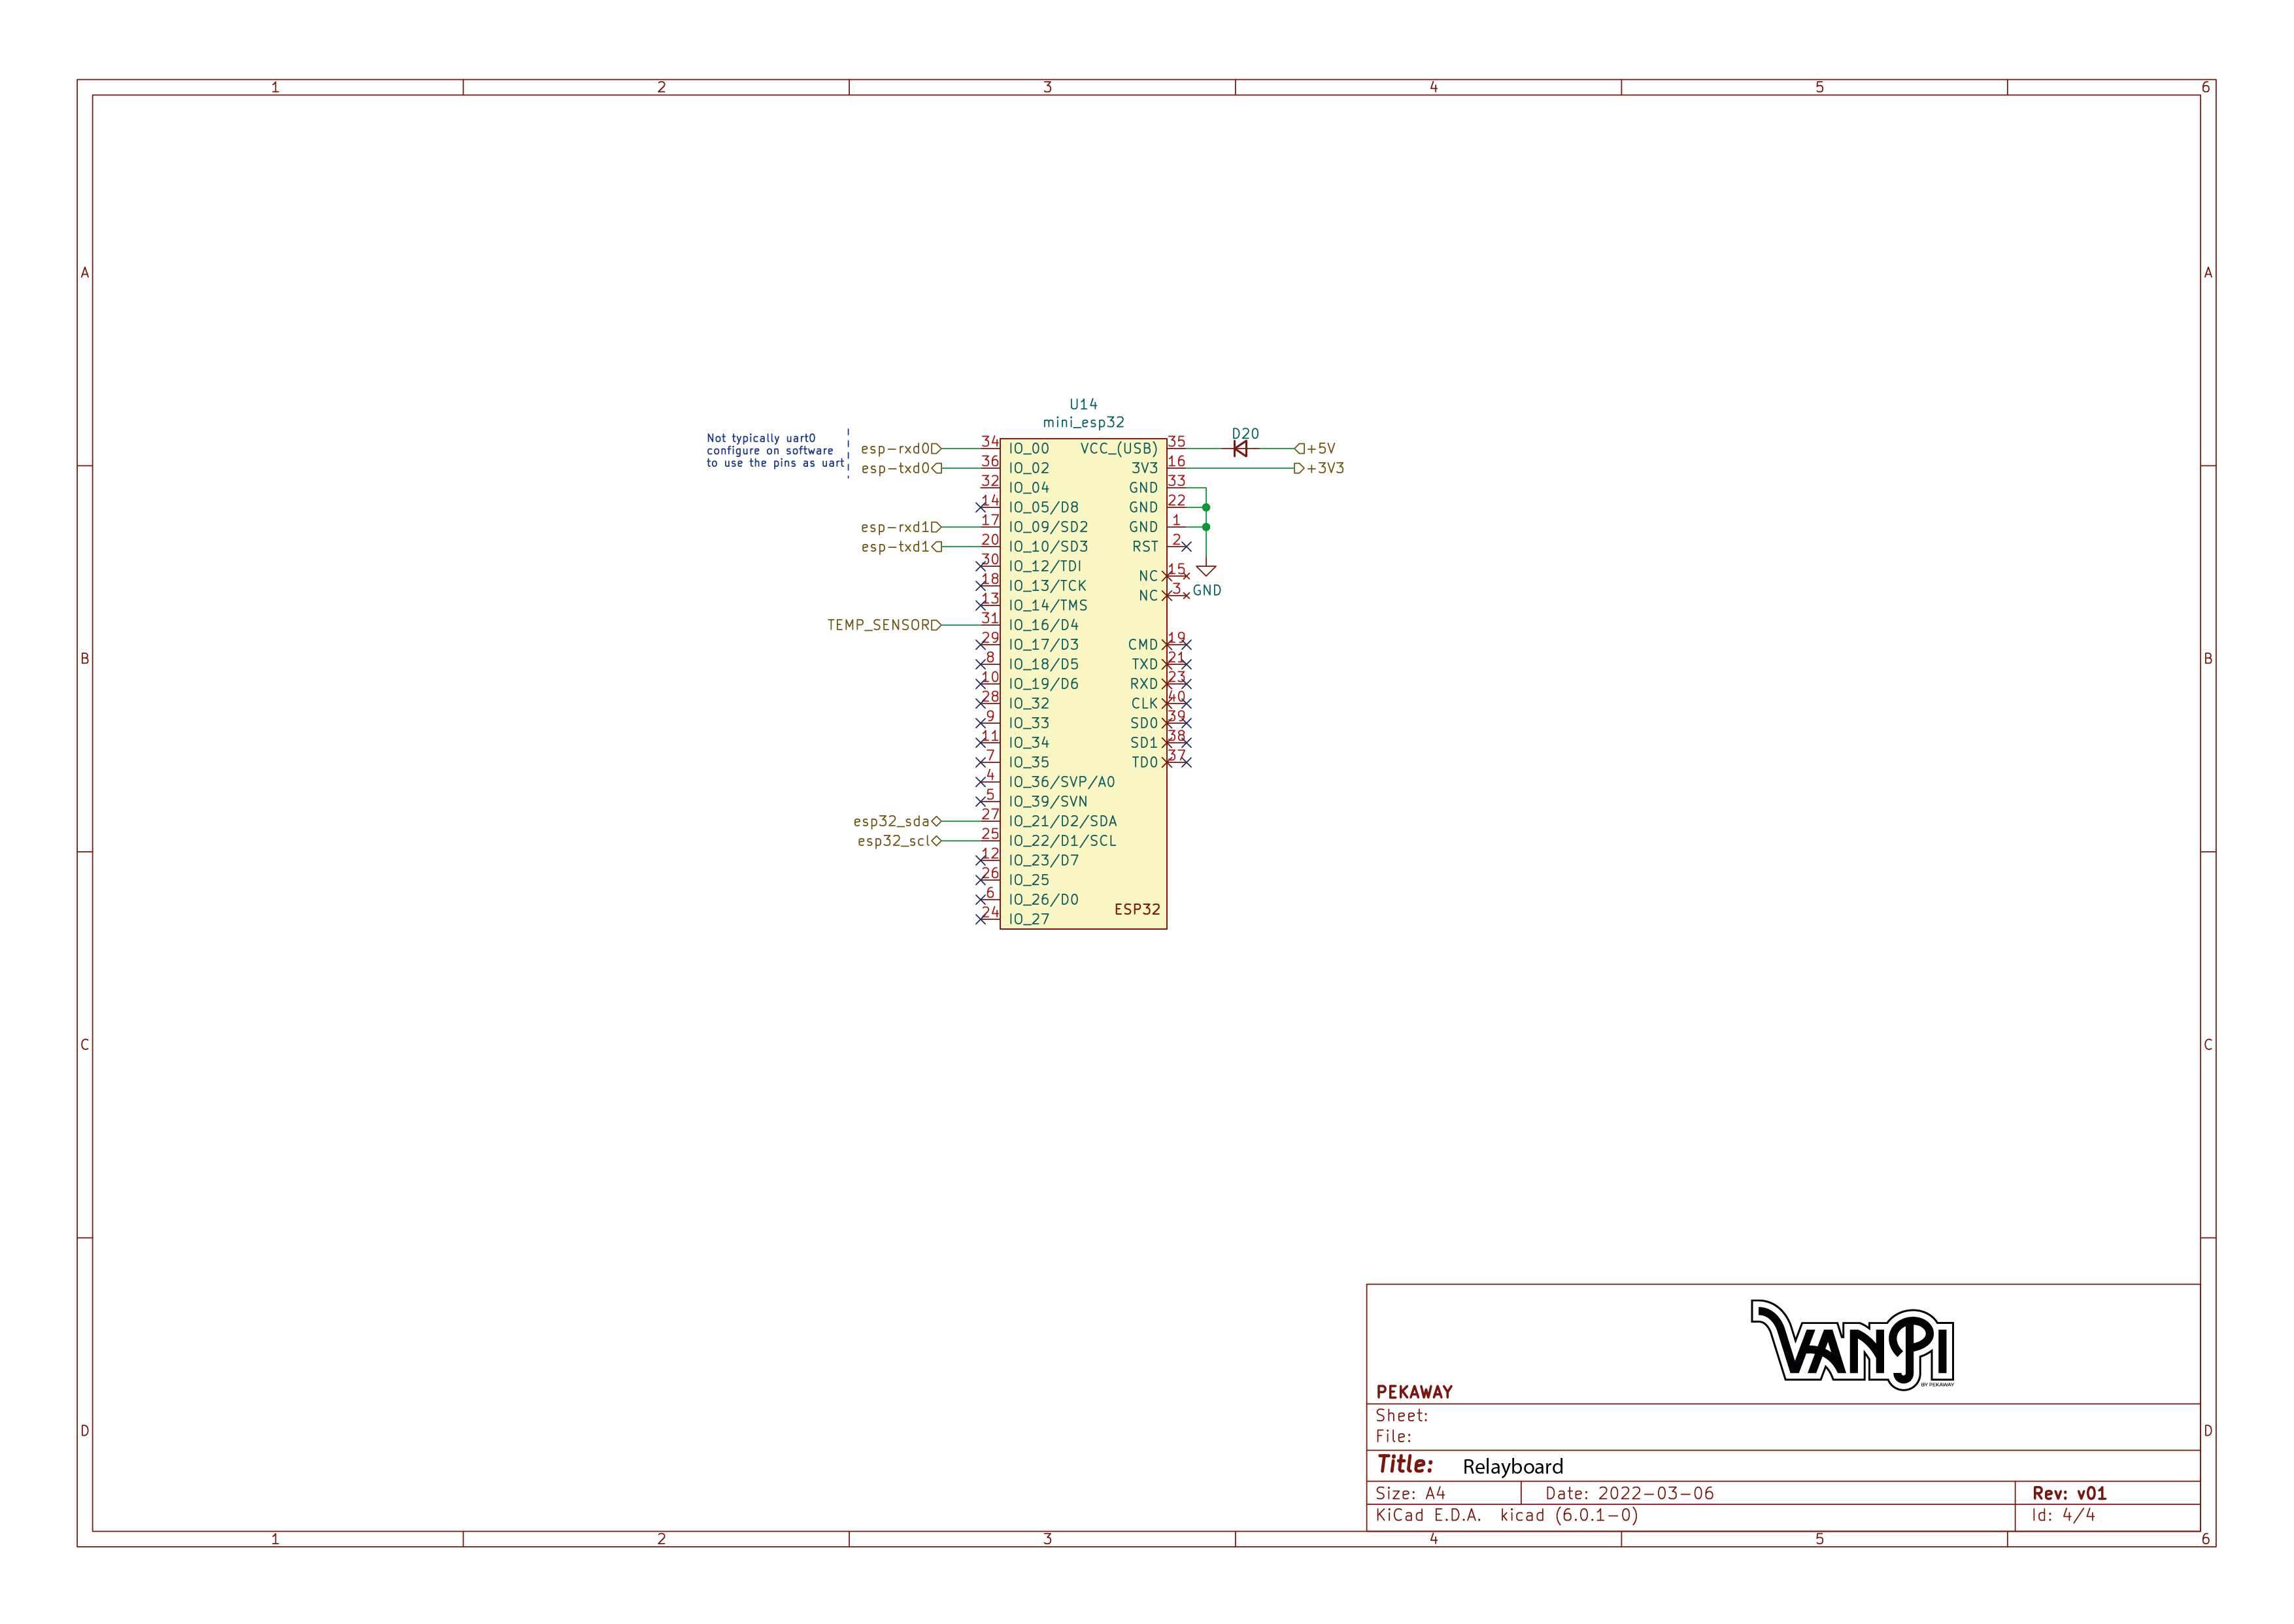 1 2 3 4 5 6
A A
U14
mini_esp32
Not typically uart0
configure on software
to use the pins as uart
D20
esp-rxd0 34 IO_00 VCC_(USB) 35 +5V
esp-txd0 36 IO_02 3V3 16 +3V3
32 IO_04 GND 33
14 IO_05/D8 GND 22
esp-rxd1 17 IO_09/SD2 GND 1
esp-txd1 20 IO_10/SD3 RST 2
30 IO_12/TDI
NC 15
18 IO_13/TCK
NC 3 GND
13 IO_14/TMS
TEMP_SENSOR 31 IO_16/D4
29 IO_17/D3 CMD 19
B B
8 IO_18/D5 TXD 21
10 IO_19/D6 RXD 23
28 IO_32 CLK 40
9 IO_33 SD0 39
11 IO_34 SD1 38
7 IO_35 TD0 37
4 IO_36/SVP/A0
5 IO_39/SVN
esp32_sda 27 IO_21/D2/SDA
esp32_scl 25 IO_22/D1/SCL
12 IO_23/D7
26 IO_25
6 IO_26/D0
ESP32
24 IO_27
C C
VANPI
BY PEKAWAY
PEKAWAY
Sheet:
File:
D D
Title: Relayboard
Size: A4 Date: 2022-03-06 Rev: v01
KiCad E.D.A. kicad (6.0.1-0) Id: 4/4
1 2 3 4 5 6